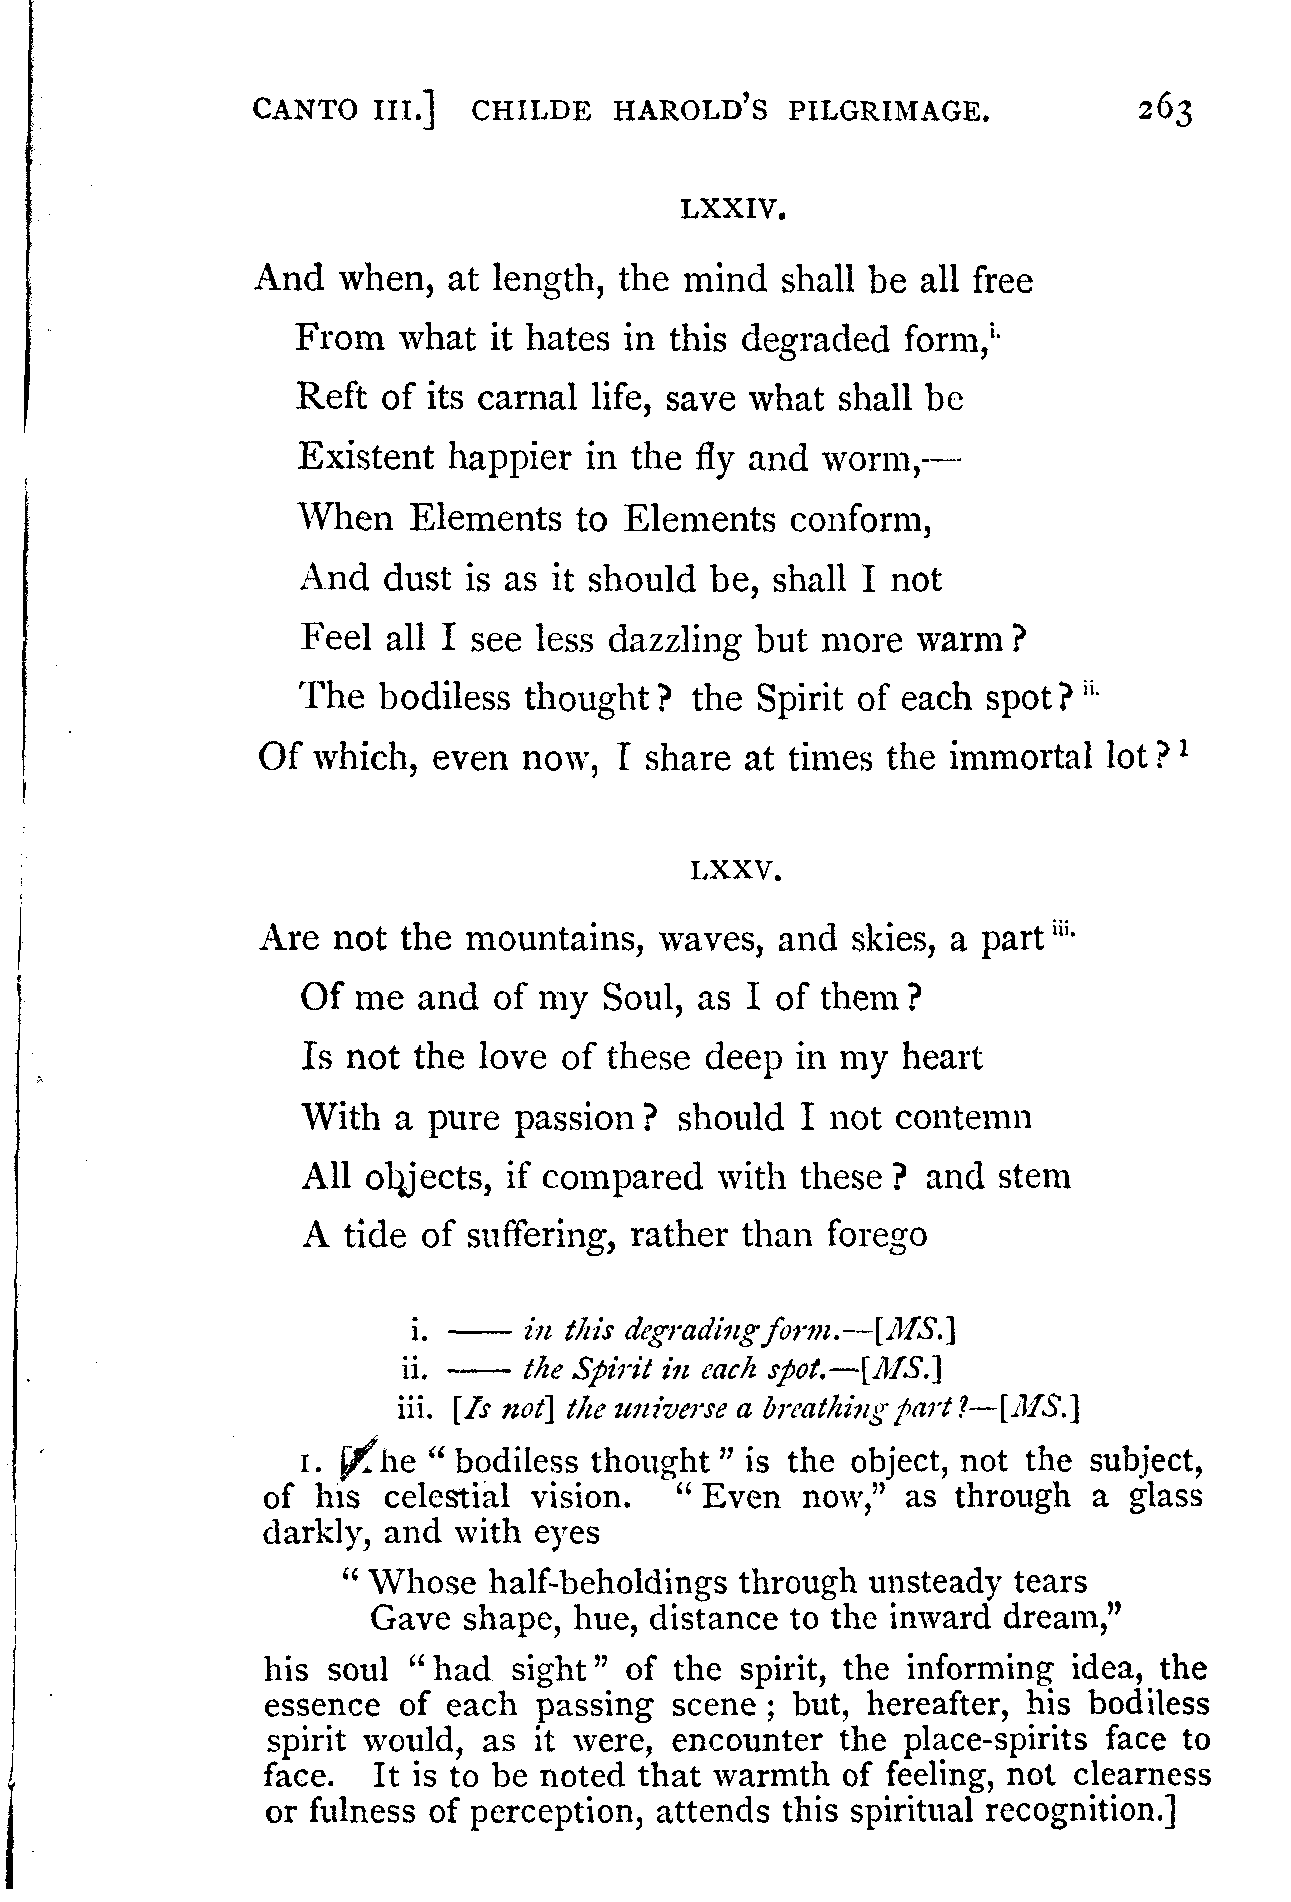 CANTO III.] CHILDE HAROLD'S PILGRIMAGE. 263
LXXIV.
And when, at length, the mind shall be all free
From what it hates in this degraded form,i.
Reft of its carnal life, save what shall be
Existent happier in the fly and worm,—
When Elements to Elements conform,
And dust is as it should be, shall I not
Feel all I see less dazzling but more warm?
The bodiless thought? the Spirit of each spot? ii.
Of which, even now, I share at times the immortal lot? 1
LXXV.
Are not the mountains, waves, and skies, a part iii.
Of me and of my Soul, as I of them?
Is not the love of these deep in my heart
With a pure passion? should I not contemn
All objects, if compared with these? and stem
A tide of suffering, rather than forego
i. —— in this degrading form.—[MS.]
ii. —— the Spirit in each spot.—[MS.]
iii. [Is not] the universe a breathing part?—[MS.]
1. [The "bodiless thought" is the object, not the subject,
of his celestial vision. "Even now," as through a glass
darkly, and with eyes
"Whose half-beholdings through unsteady tears
Gave shape, hue, distance to the inward dream,"
his soul "had sight" of the spirit, the informing idea, the
essence of each passing scene; but, hereafter, his bodiless
spirit would, as it were, encounter the place-spirits face to
face. It is to be noted that warmth of feeling, not clearness
or fulness of perception, attends this spiritual recognition.]